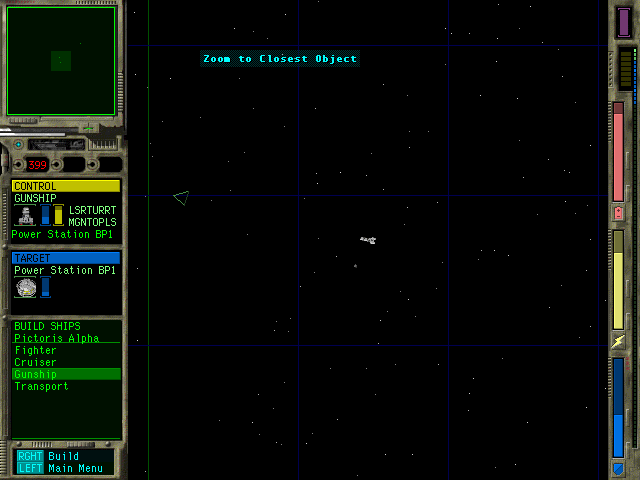 Zoom to Closest Object
399
CONTROL
GUNSHIP
LSRTURRT
MGNTOPLS
Power Station BP1
TARGET
Power Station BP1
BUILD SHIPS
Pictoris Alpha
Fighter
Cruiser
Gunship
Transport
RGHT Build
LEFT Main Menu